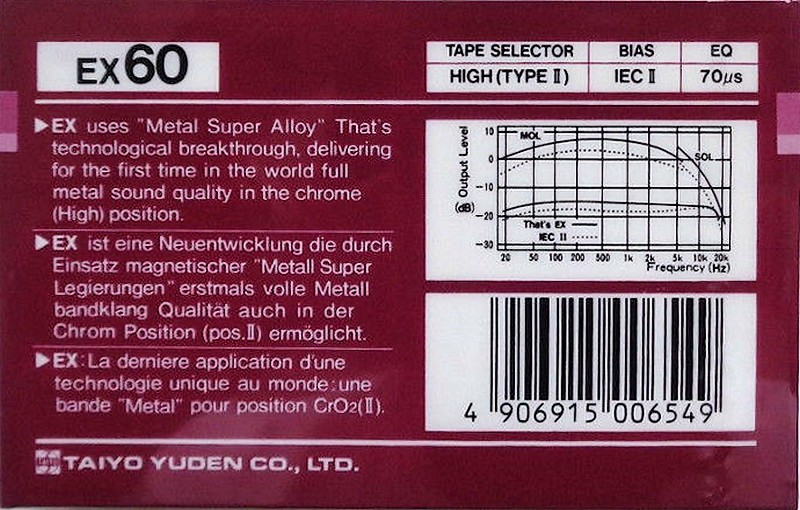 EX60
TAPE SELECTOR BIAS EQ
HIGH (TYPE Ⅱ) IEC Ⅱ 70μs
▶EX uses "Metal Super Alloy" That's
technological breakthrough, delivering
for the first time in the world full
metal sound quality in the chrome
(High) position.
▶EX ist eine Neuentwicklung die durch
Einsatz magnetischer "Metall Super
Legierungen" erstmals volle Metall
bandklang Qualität auch in der
Chrom Position (pos.Ⅱ) ermöglicht.
▶EX: La derniere application d'une
technologie unique au monde: une
bande "Metal" pour position CrO2(Ⅱ).
Output Level
(dB)
10
0
-10
-20
-30
MOL
SOL
That's EX
IEC II
20 50 100 200 500 1k 2k 5k 10k 20k
Frequency (Hz)
4 906915 006549
TAIYO YUDEN CO., LTD.